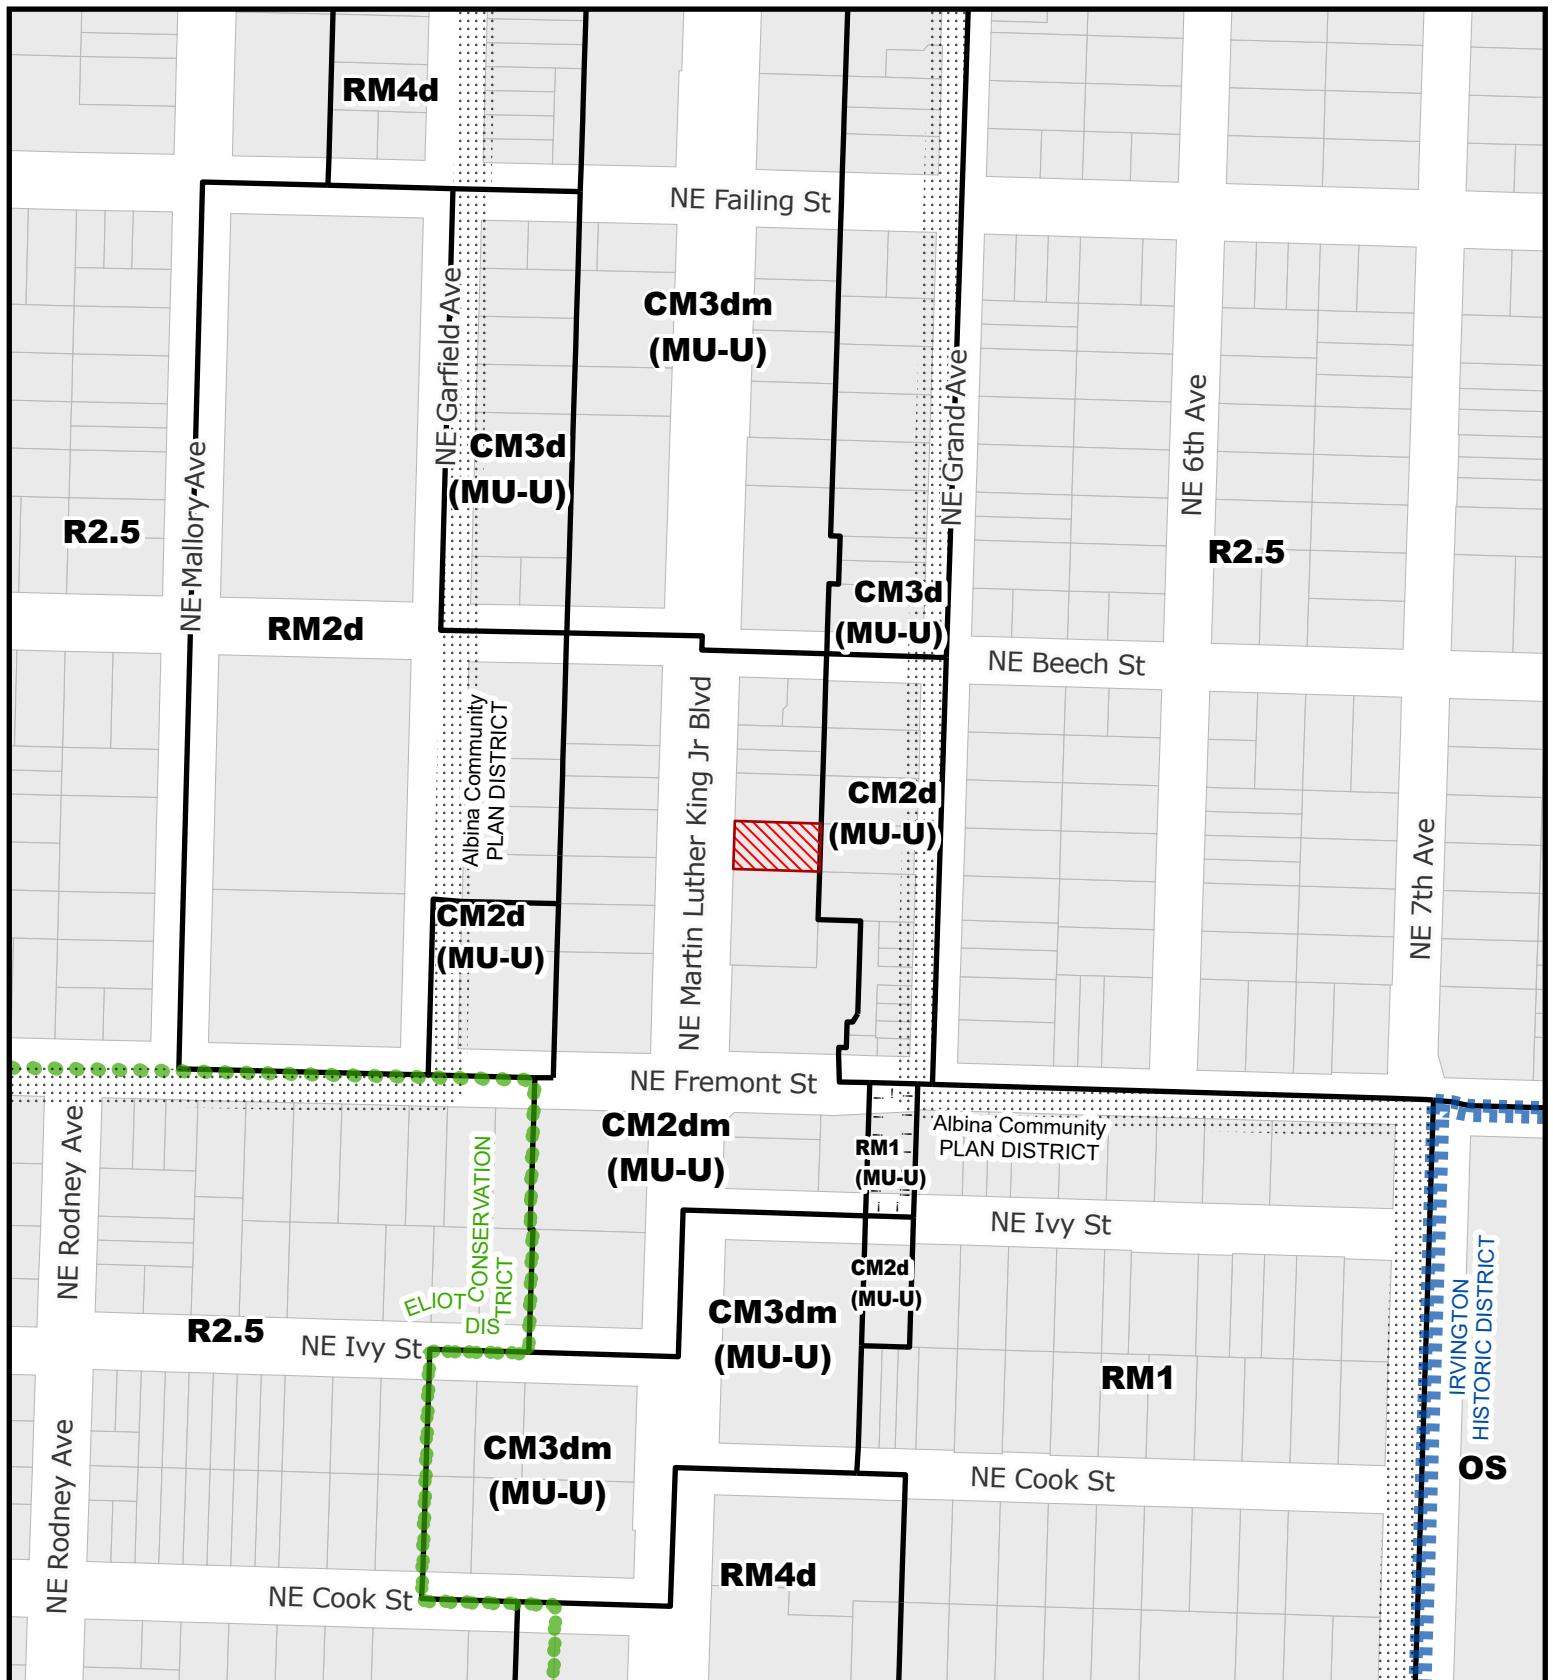 RM4d
NE Failing St
CM3dm
(MU-U)
NE Garfield Ave
NE Grand Ave
NE 6th Ave
CM3d
(MU-U)
NE Mallory Ave
R2.5
R2.5
CM3d
(MU-U)
RM2d
NE Beech St
Albina Community
PLAN DISTRICT
NE Martin Luther King Jr Blvd
CM2d
(MU-U)
NE 7th Ave
CM2d
(MU-U)
NE Fremont St
CM2dm
(MU-U)
RM1
(MU-U)
Albina Community
PLAN DISTRICT
NE Rodney Ave
ELIOT CONSERVATION
DISTRICT
NE Ivy St
CM2d
(MU-U)
IRVINGTON
HISTORIC DISTRICT
R2.5
NE Ivy St
CM3dm
(MU-U)
RM1
CM3dm
(MU-U)
OS
NE Cook St
NE Rodney Ave
RM4d
NE Cook St